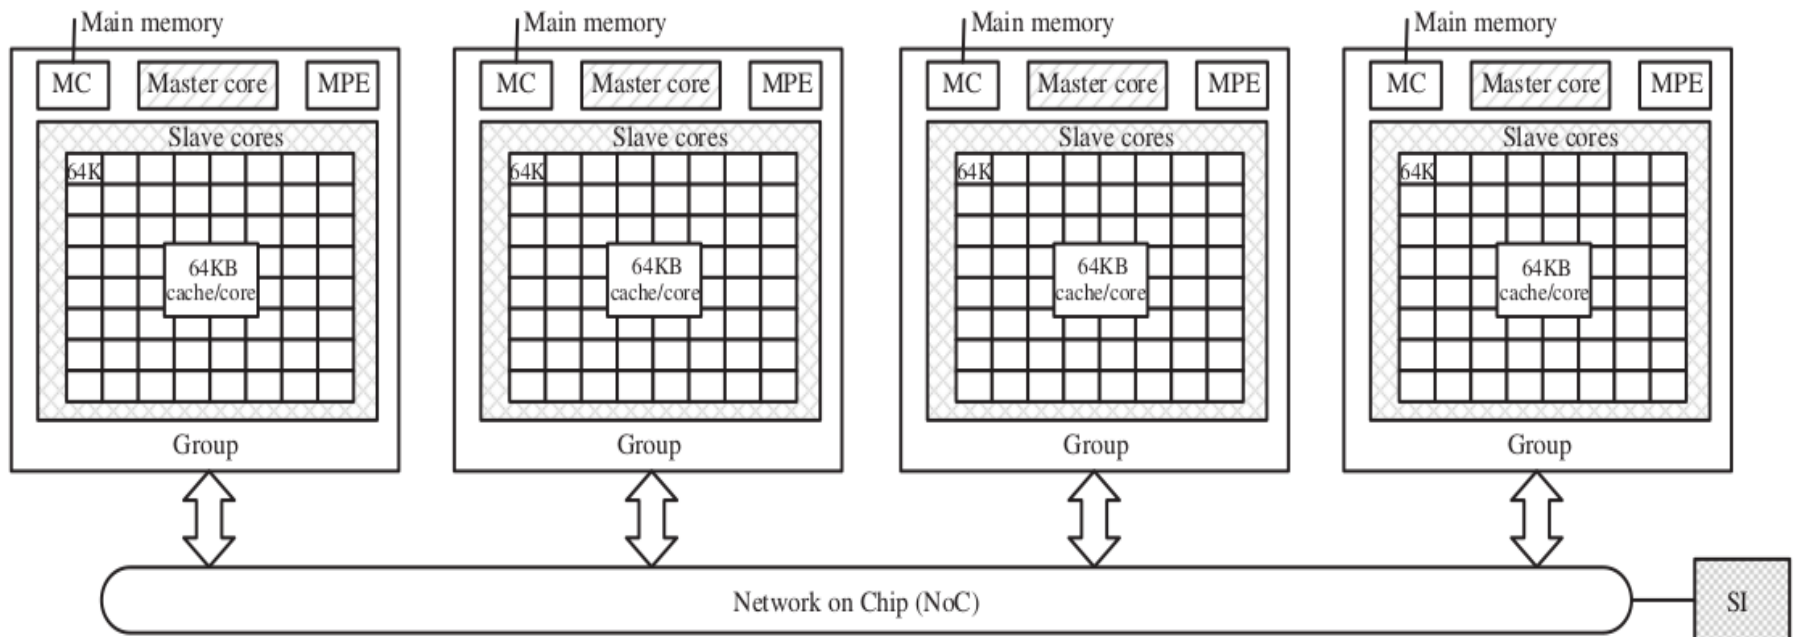 Main memory
MC
Master core
MPE
Slave cores
64K
64KB
cache/core
Group
Main memory
MC
Master core
MPE
Slave cores
64K
64KB
cache/core
Group
Main memory
MC
Master core
MPE
Slave cores
64K
64KB
cache/core
Group
Main memory
MC
Master core
MPE
Slave cores
64K
64KB
cache/core
Group
Network on Chip (NoC)
SI